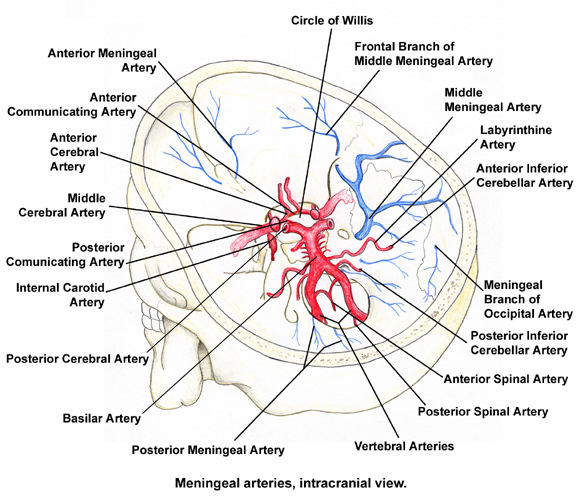 Circle of Willis
Anterior Meningeal
Artery
Frontal Branch of
Middle Meningeal Artery
Anterior
Communicating Artery
Middle
Meningeal Artery
Anterior
Cerebral
Artery
Labyrinthine
Artery
Anterior Inferior
Cerebellar Artery
Middle
Cerebral Artery
Posterior
Comunicating Artery
Internal Carotid
Artery
Meningeal
Branch of
Occipital Artery
Posterior Inferior
Cerebellar Artery
Posterior Cerebral Artery
Anterior Spinal Artery
Basilar Artery
Posterior Spinal Artery
Posterior Meningeal Artery
Vertebral Arteries
Meningeal arteries, intracranial view.